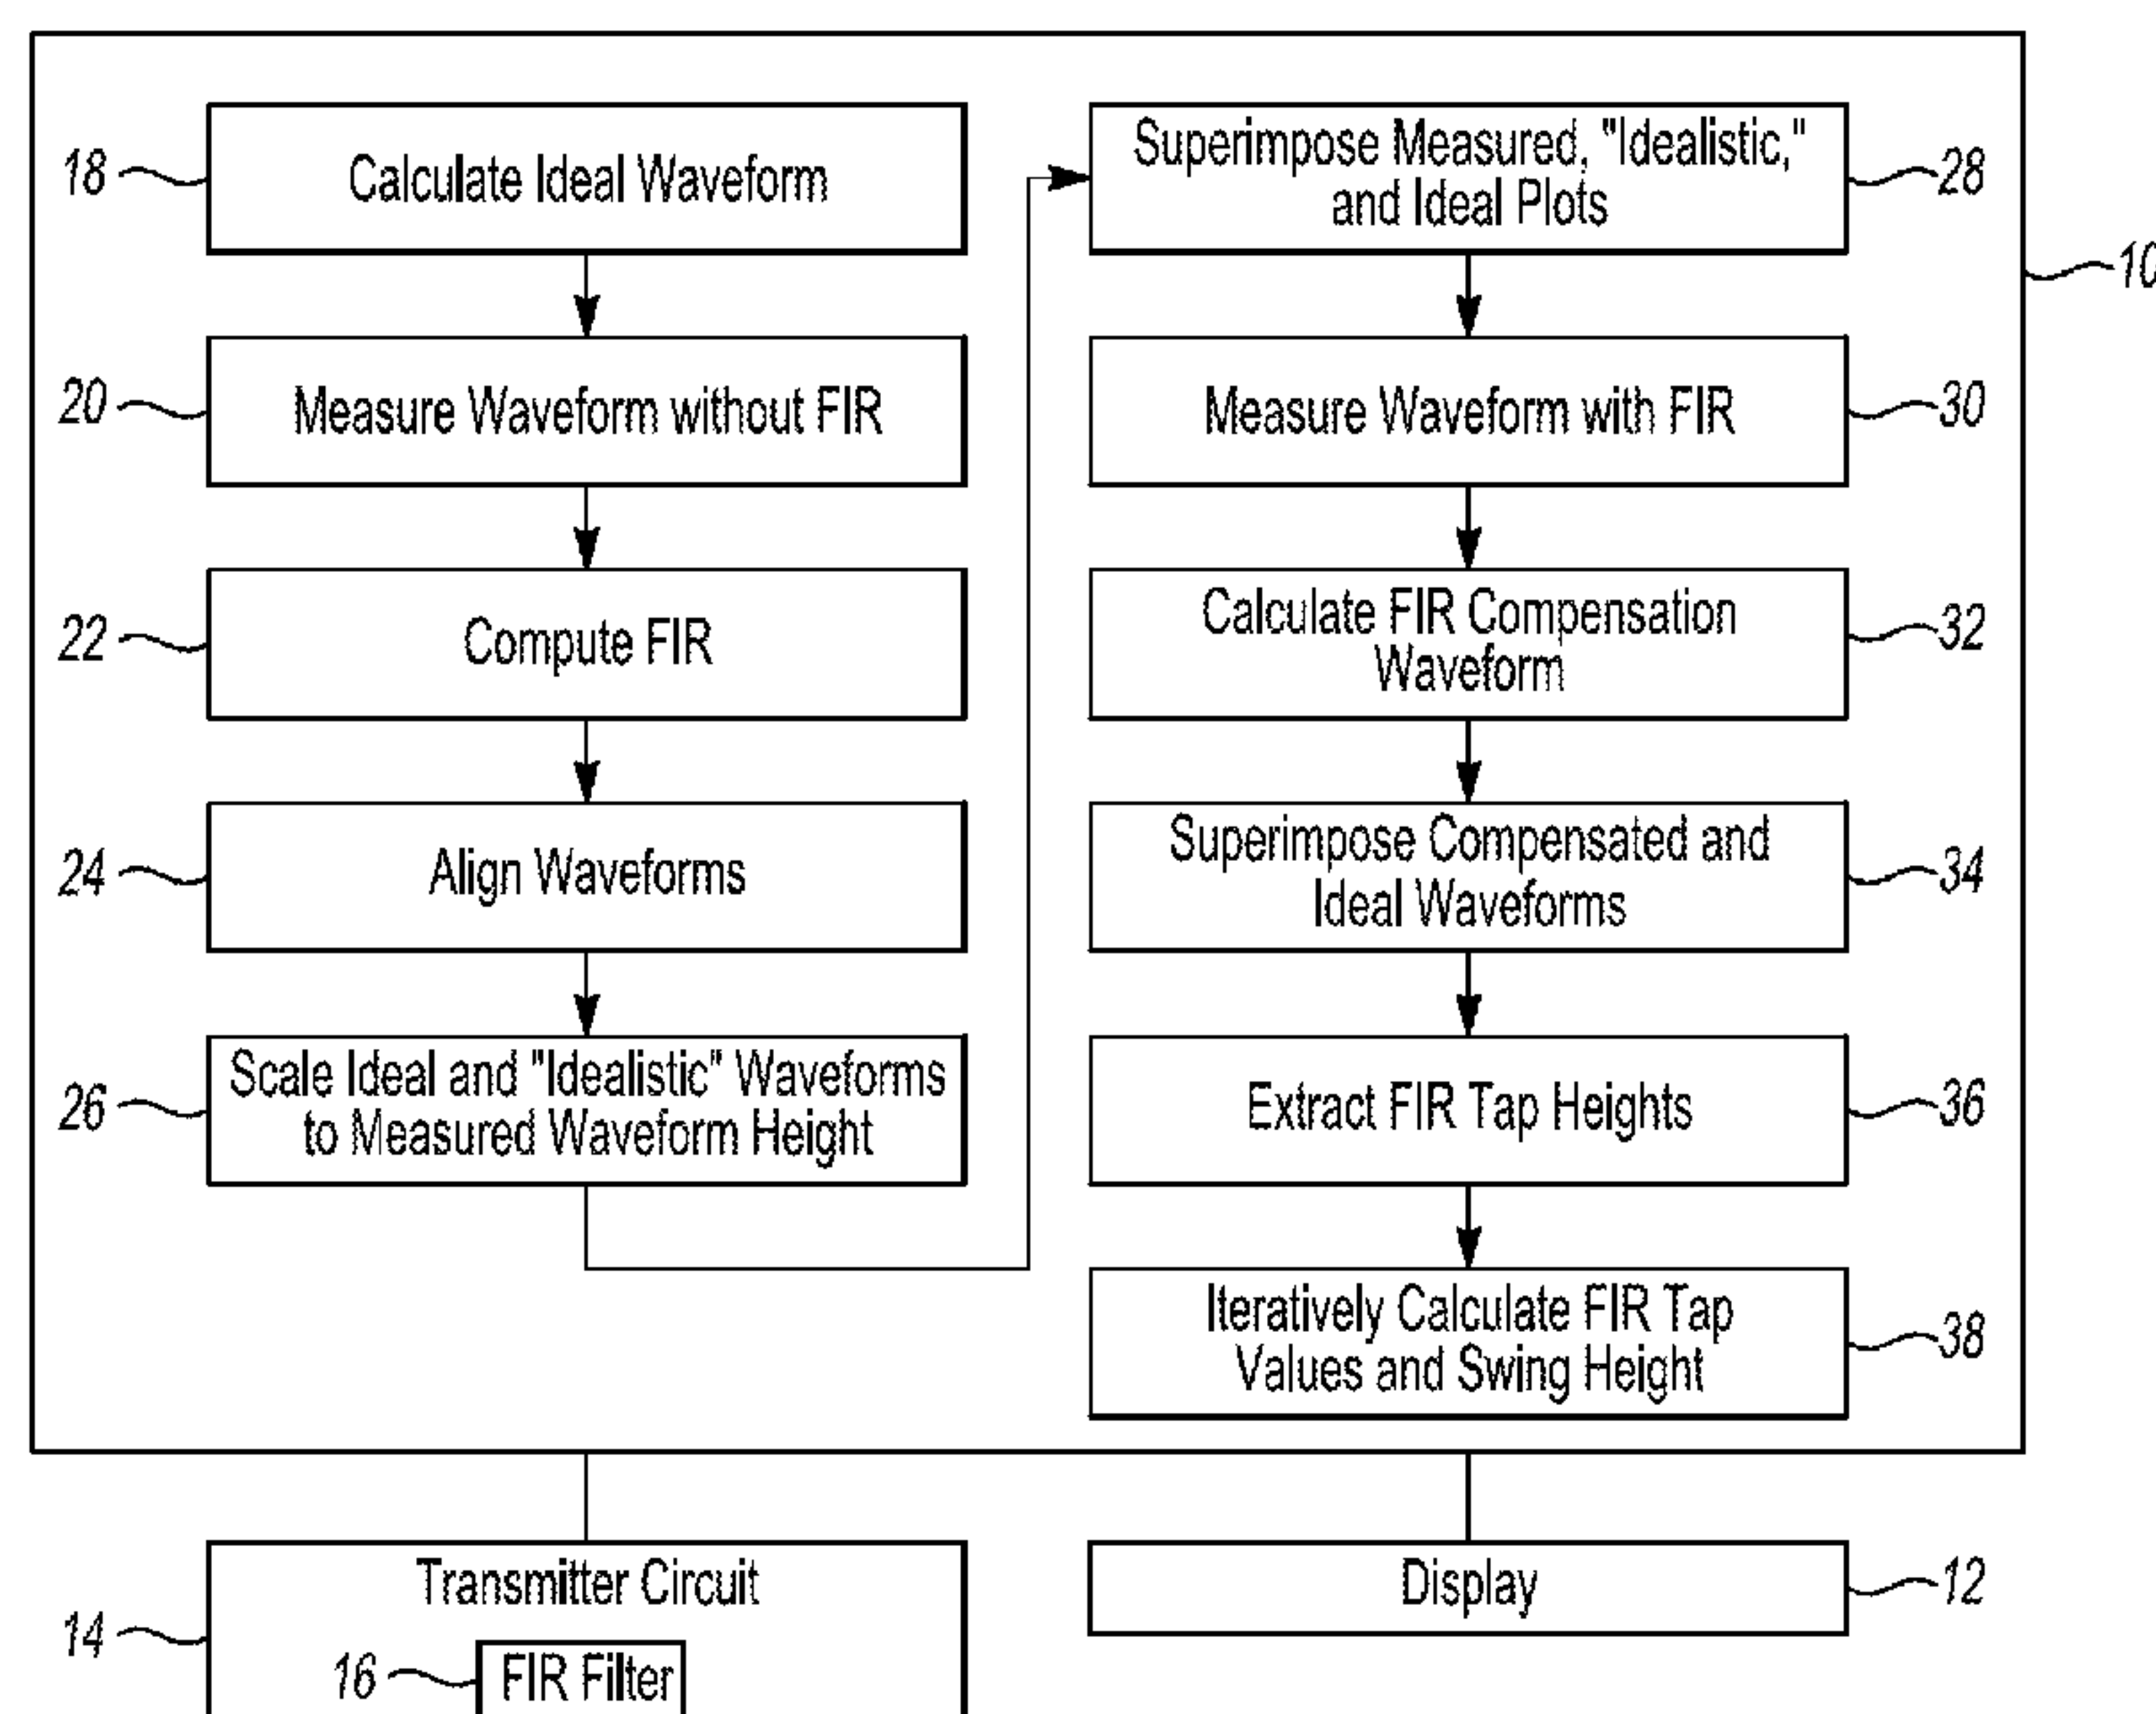 18
Calculate Ideal Waveform
20
Measure Waveform without FIR
22
Compute FIR
24
Align Waveforms
26
Scale Ideal and "Idealistic" Waveforms
to Measured Waveform Height
Superimpose Measured, "Idealistic,"
and Ideal Plots
28
10
Measure Waveform with FIR
30
Calculate FIR Compensation
Waveform
32
Superimpose Compensated and
Ideal Waveforms
34
Extract FIR Tap Heights
36
Iteratively Calculate FIR Tap
Values and Swing Height
38
Transmitter Circuit
14
16
FIR Filter
Display
12